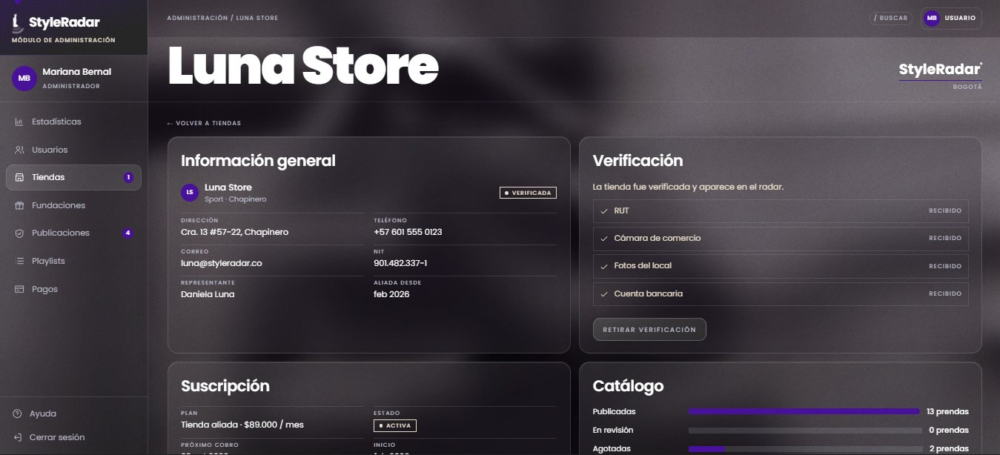 StyleRadar
MÓDULO DE ADMINISTRACIÓN
MB
Mariana Bernal
ADMINISTRADOR
Estadísticas
Usuarios
Tiendas 1
Fundaciones
Publicaciones 4
Playlists
Pagos
Ayuda
Cerrar sesión
ADMINISTRACIÓN / LUNA STORE
/ BUSCAR
MB USUARIO
Luna Store
StyleRadar
BOGOTÁ
← VOLVER A TIENDAS
Información general
LS
Luna Store
Sport · Chapinero
VERIFICADA
DIRECCIÓN
Cra. 13 #57-22, Chapinero
TELÉFONO
+57 601 555 0123
CORREO
luna@styleradar.co
NIT
901.482.337-1
REPRESENTANTE
Daniela Luna
ALIADA DESDE
feb 2026
Verificación
La tienda fue verificada y aparece en el radar.
RUT RECIBIDO
Cámara de comercio RECIBIDO
Fotos del local RECIBIDO
Cuenta bancaria RECIBIDO
RETIRAR VERIFICACIÓN
Suscripción
PLAN
Tienda aliada · $89.000 / mes
ESTADO
ACTIVA
PRÓXIMO COBRO
INICIO
Catálogo
Publicadas 13 prendas
En revisión 0 prendas
Agotadas 2 prendas